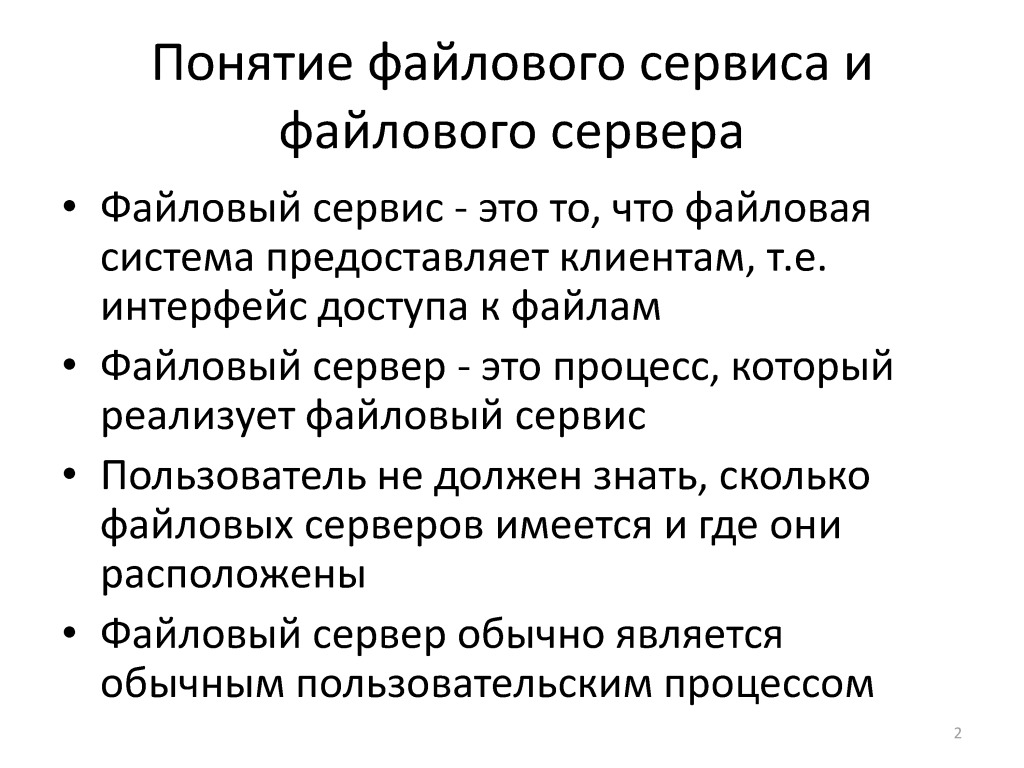 Понятие файлового сервиса и
файлового сервера
• Файловый сервис - это то, что файловая
система предоставляет клиентам, т.е.
интерфейс доступа к файлам
• Файловый сервер - это процесс, который
реализует файловый сервис
• Пользователь не должен знать, сколько
файловых серверов имеется и где они
расположены
• Файловый сервер обычно является
обычным пользовательским процессом
2